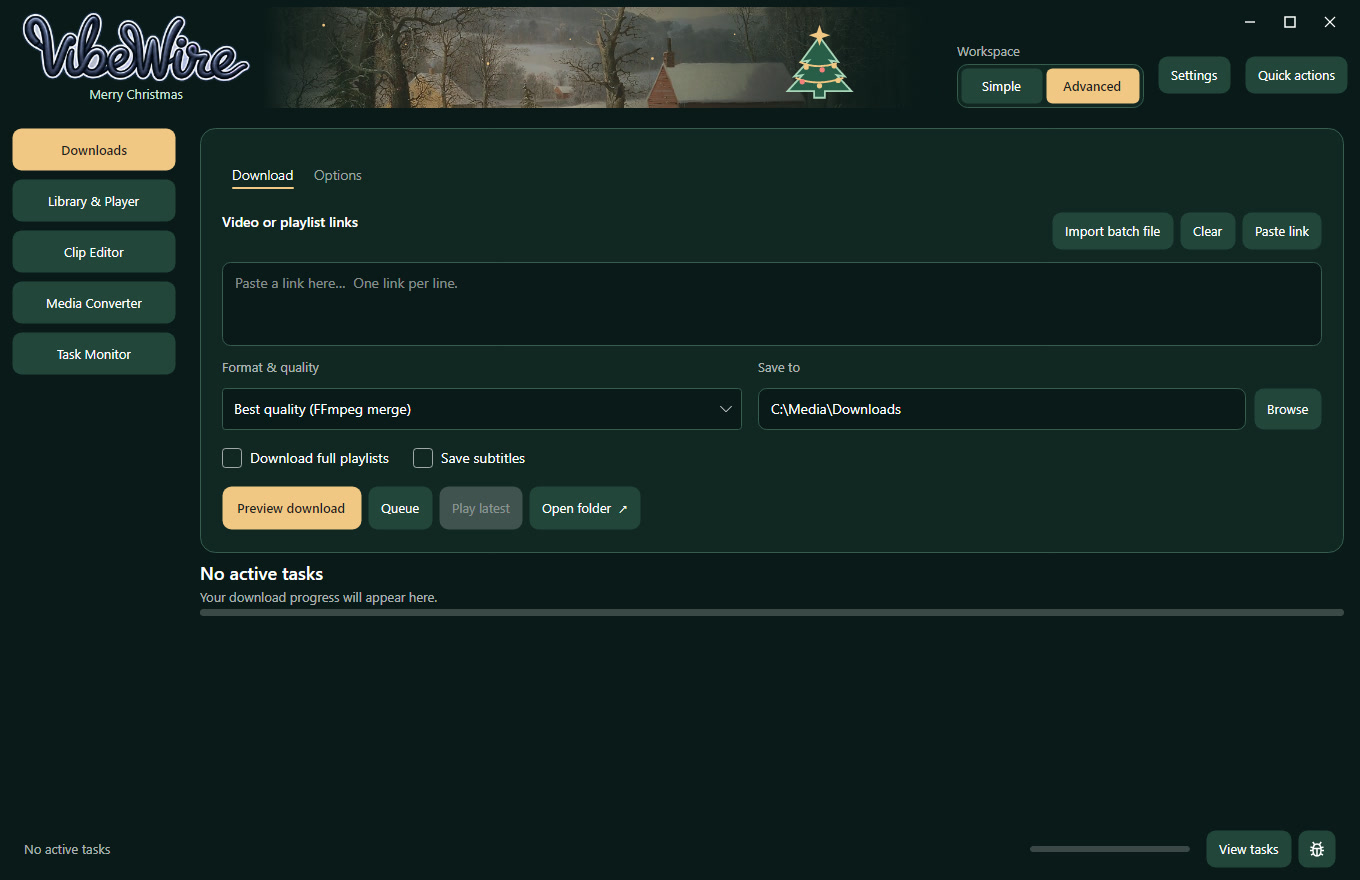 VibeWire
Merry Christmas
Workspace
Simple
Advanced
Settings
Quick actions
Downloads
Library & Player
Clip Editor
Media Converter
Task Monitor
Download
Options
Video or playlist links
Import batch file
Clear
Paste link
Paste a link here...  One link per line.
Format & quality
Save to
Best quality (FFmpeg merge)
C:\Media\Downloads
Browse
Download full playlists
Save subtitles
Preview download
Queue
Play latest
Open folder ↗
No active tasks
Your download progress will appear here.
No active tasks
View tasks